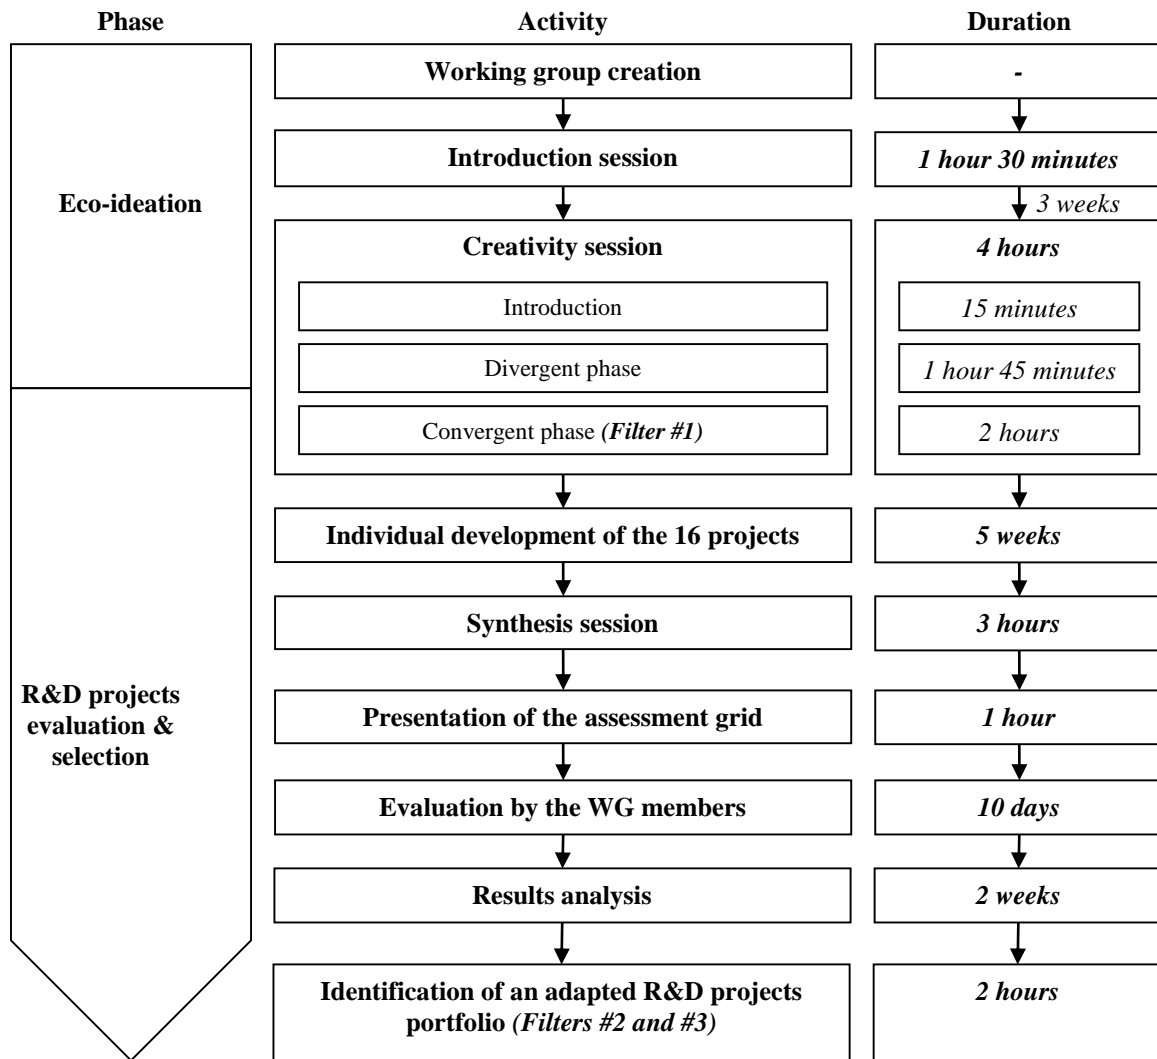 Phase
Activity
Duration
Working group creation
-
Introduction session
1 hour 30 minutes
Eco-ideation
3 weeks
Creativity session
4 hours
Introduction
15 minutes
Divergent phase
1 hour 45 minutes
Convergent phase (Filter #1)
2 hours
Individual development of the 16 projects
5 weeks
Synthesis session
3 hours
R&D projects
evaluation &
selection
Presentation of the assessment grid
1 hour
Evaluation by the WG members
10 days
Results analysis
2 weeks
Identification of an adapted R&D projects
portfolio (Filters #2 and #3)
2 hours